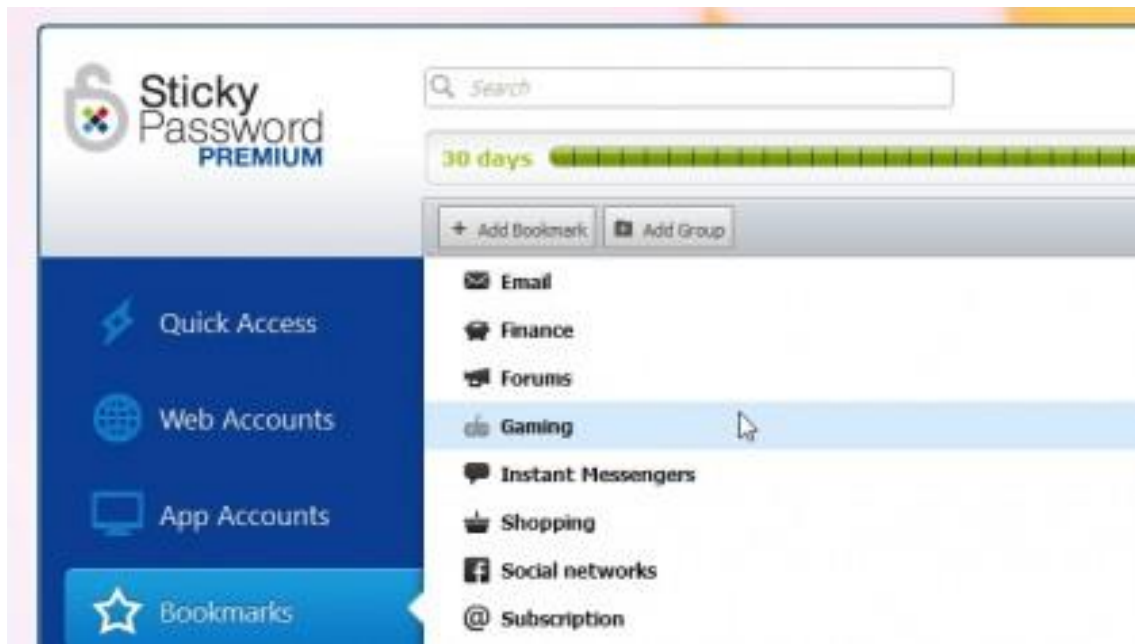 Sticky
Password
PREMIUM
Search
30 days
+ Add Bookmark Add Group
Email
Finance
Forums
Gaming
Instant Messengers
Shopping
Social networks
@ Subscription
Quick Access
Web Accounts
App Accounts
Bookmarks